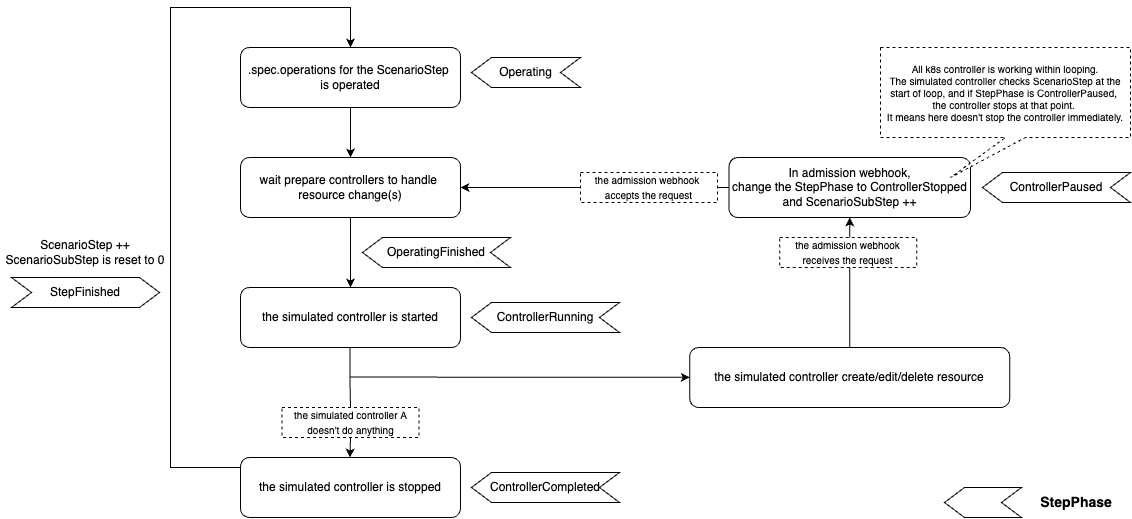 .spec.operations for the ScenarioStep
is operated
Operating
All k8s controller is working within looping.
The simulated controller checks ScenarioStep at the
start of loop, and if StepPhase is ControllerPaused,
the controller stops at that point.
It means here doesn't stop the controller immediately.
wait prepare controllers to handle
resource change(s)
the admission webhook
accepts the request
In admission webhook,
change the StepPhase to ControllerStopped
and ScenarioSubStep ++
ControllerPaused
OperatingFinished
the admission webhook
receives the request
ScenarioStep ++
ScenarioSubStep is reset to 0
StepFinished
the simulated controller is started
ControllerRunning
the simulated controller create/edit/delete resource
the simulated controller A
doesn't do anything
the simulated controller is stopped
ControllerCompleted
StepPhase